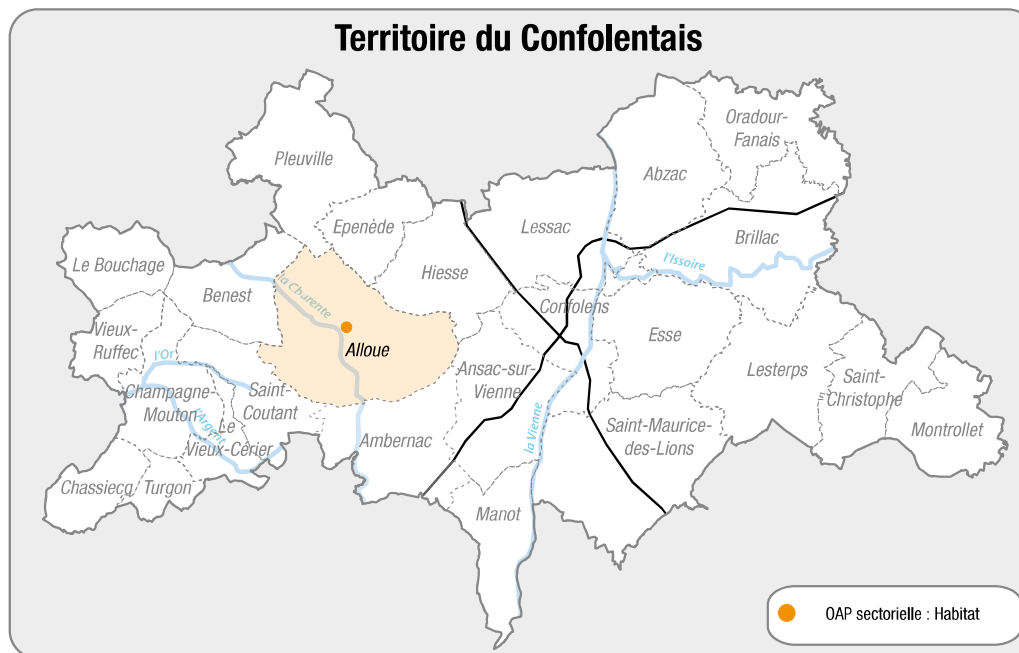 Territoire du Confolentais
Oradour-
Fanais
Pleuville
Abzac
Epenède
Lessac
Brillac
Le Bouchage
Hiesse
l'Issoire
la Charente
Benest
Confolens
Vieux-
Ruffec
Esse
Alloue
l'Or
Ansac-sur-
Vienne
Lesterps
Saint-
Christophe
Champagne-
Mouton
Saint-
Coutant
l'Argent
Montrollet
Le
Vieux-Cérier
Ambernac
la Vienne
Saint-Maurice-
des-Lions
Chassiecq
Turgon
Manot
OAP sectorielle : Habitat